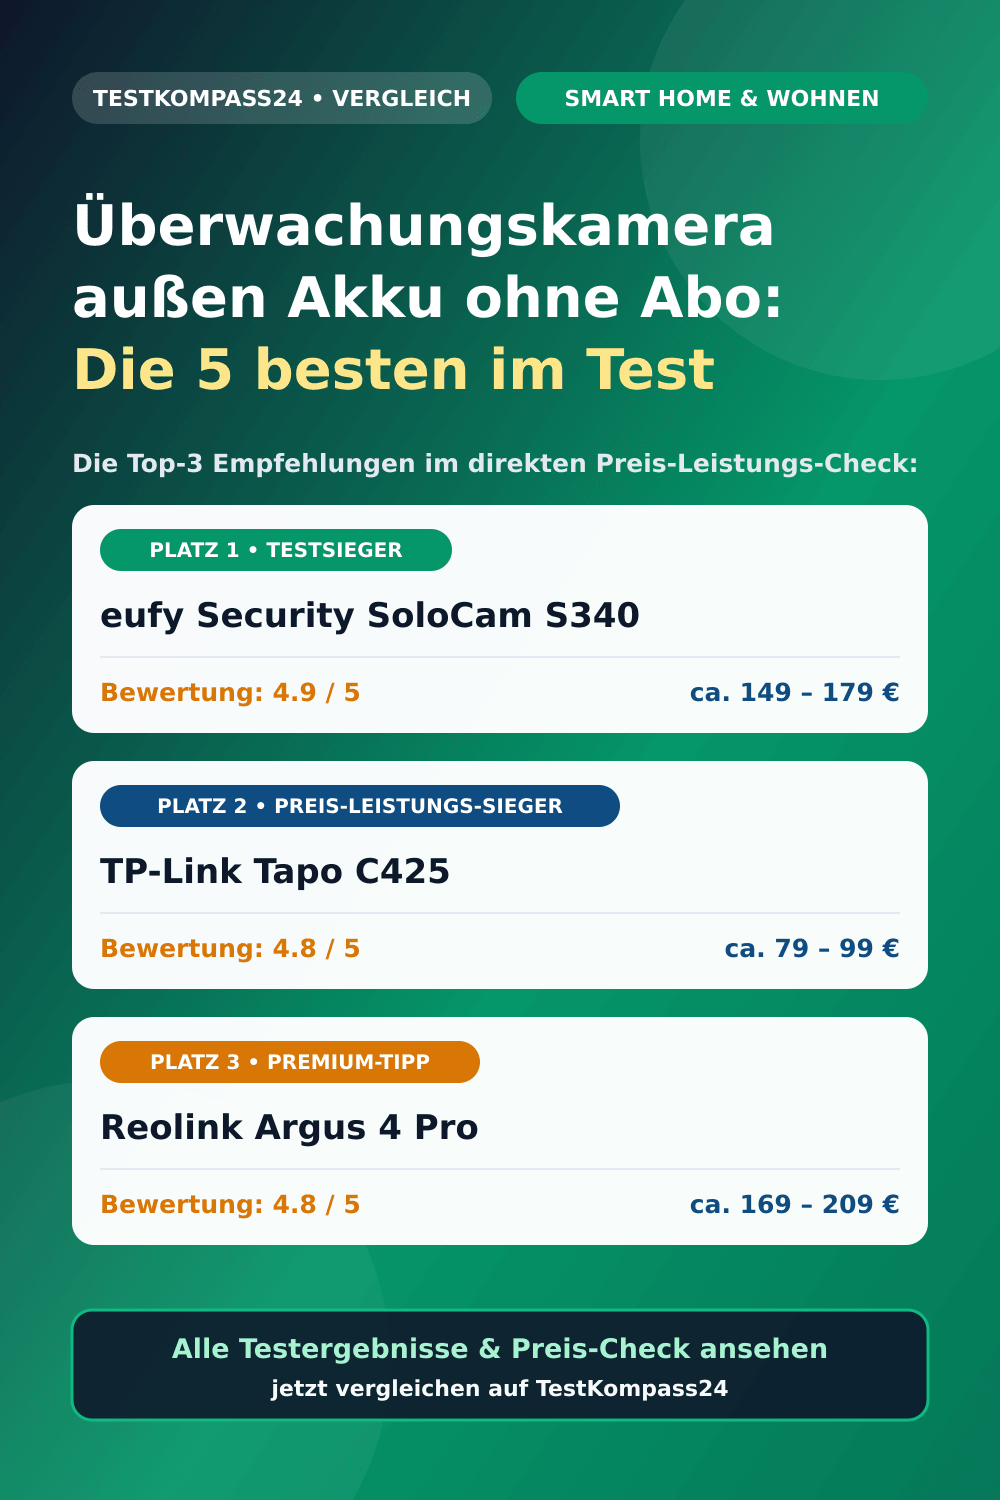 TESTKOMPASS24 • VERGLEICH
SMART HOME & WOHNEN
Überwachungskamera
außen Akku ohne Abo:
Die 5 besten im Test
Die Top-3 Empfehlungen im direkten Preis-Leistungs-Check:
PLATZ 1 • TESTSIEGER
eufy Security SoloCam S340
Bewertung: 4.9 / 5
ca. 149 – 179 €
PLATZ 2 • PREIS-LEISTUNGS-SIEGER
TP-Link Tapo C425
Bewertung: 4.8 / 5
ca. 79 – 99 €
PLATZ 3 • PREMIUM-TIPP
Reolink Argus 4 Pro
Bewertung: 4.8 / 5
ca. 169 – 209 €
Alle Testergebnisse & Preis-Check ansehen
jetzt vergleichen auf TestKompass24